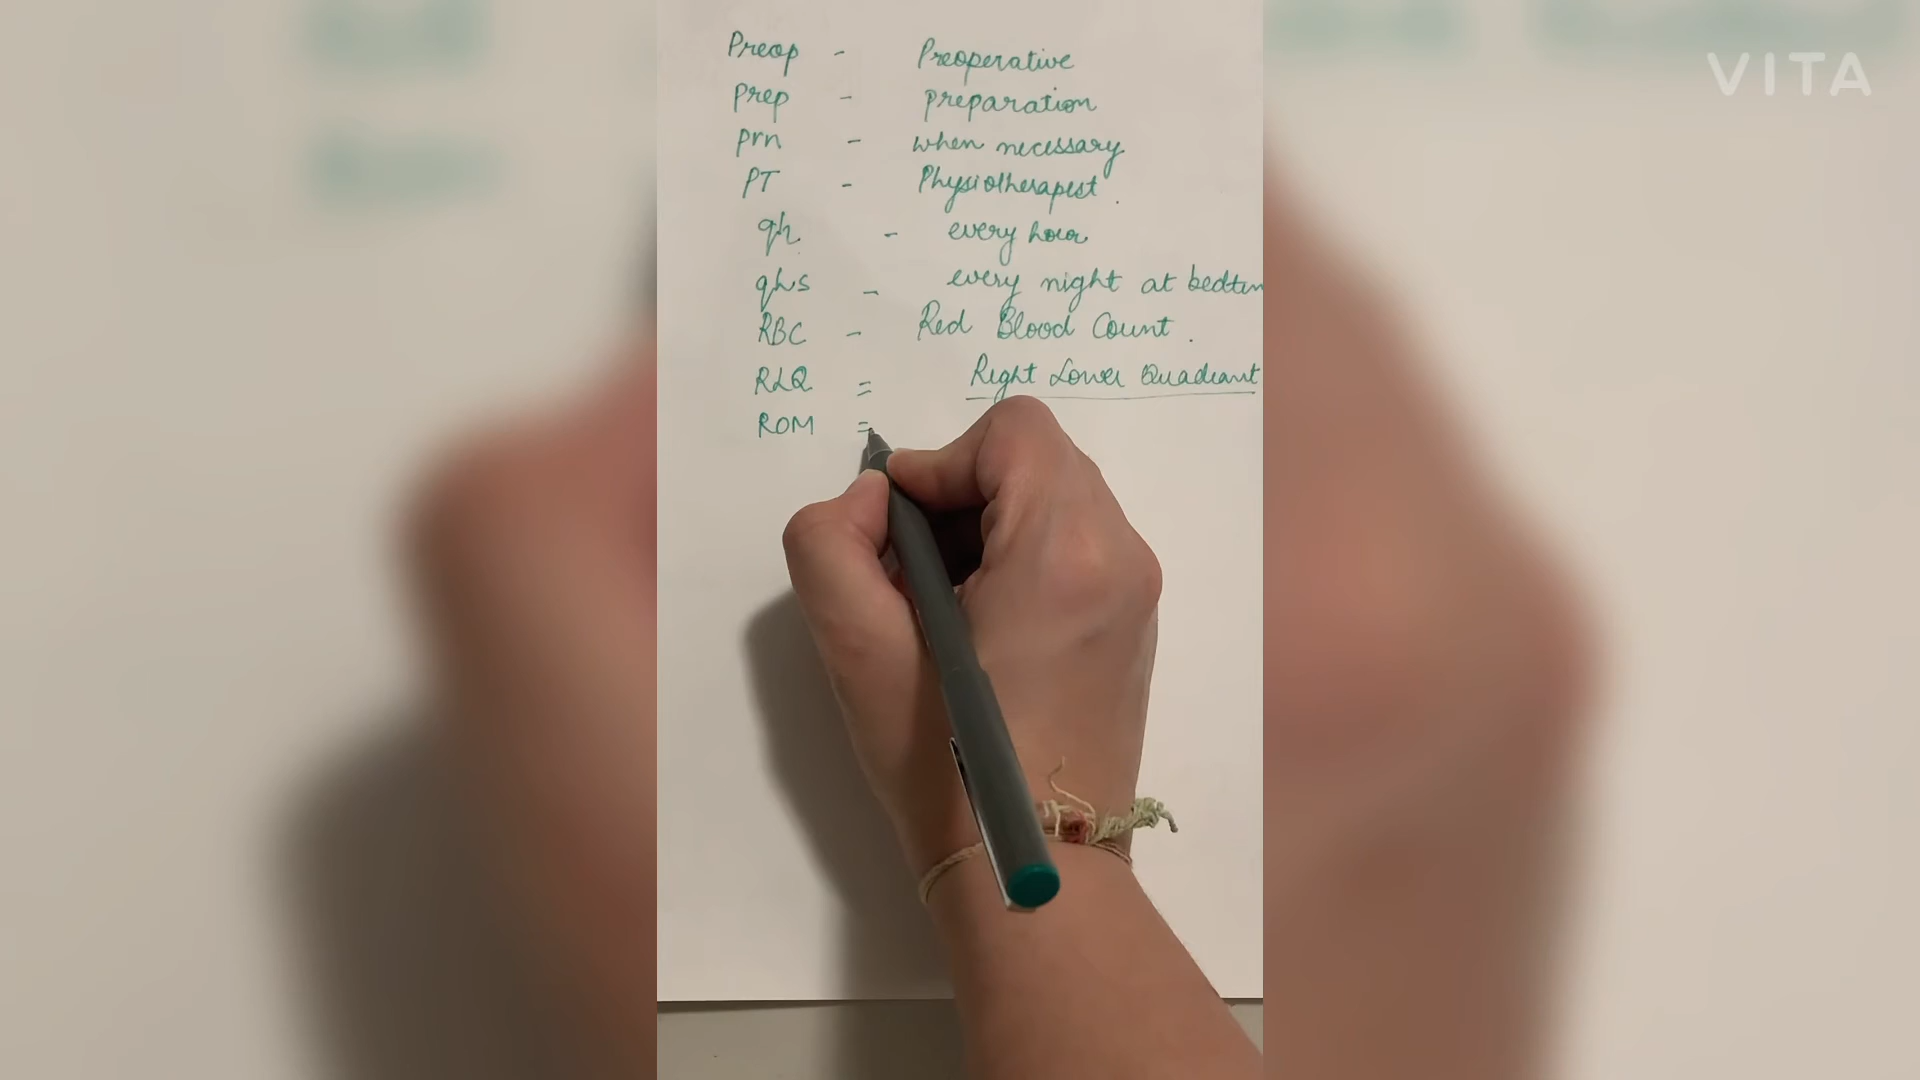 VITA
Preop - Preoperative
Prep - preparation
prn - when necessary
PT - Physiotherapist.
qh - every hour
qhs - every night at bedtim
RBC - Red Blood Count.
RLQ = Right Lower Quadrant
ROM =